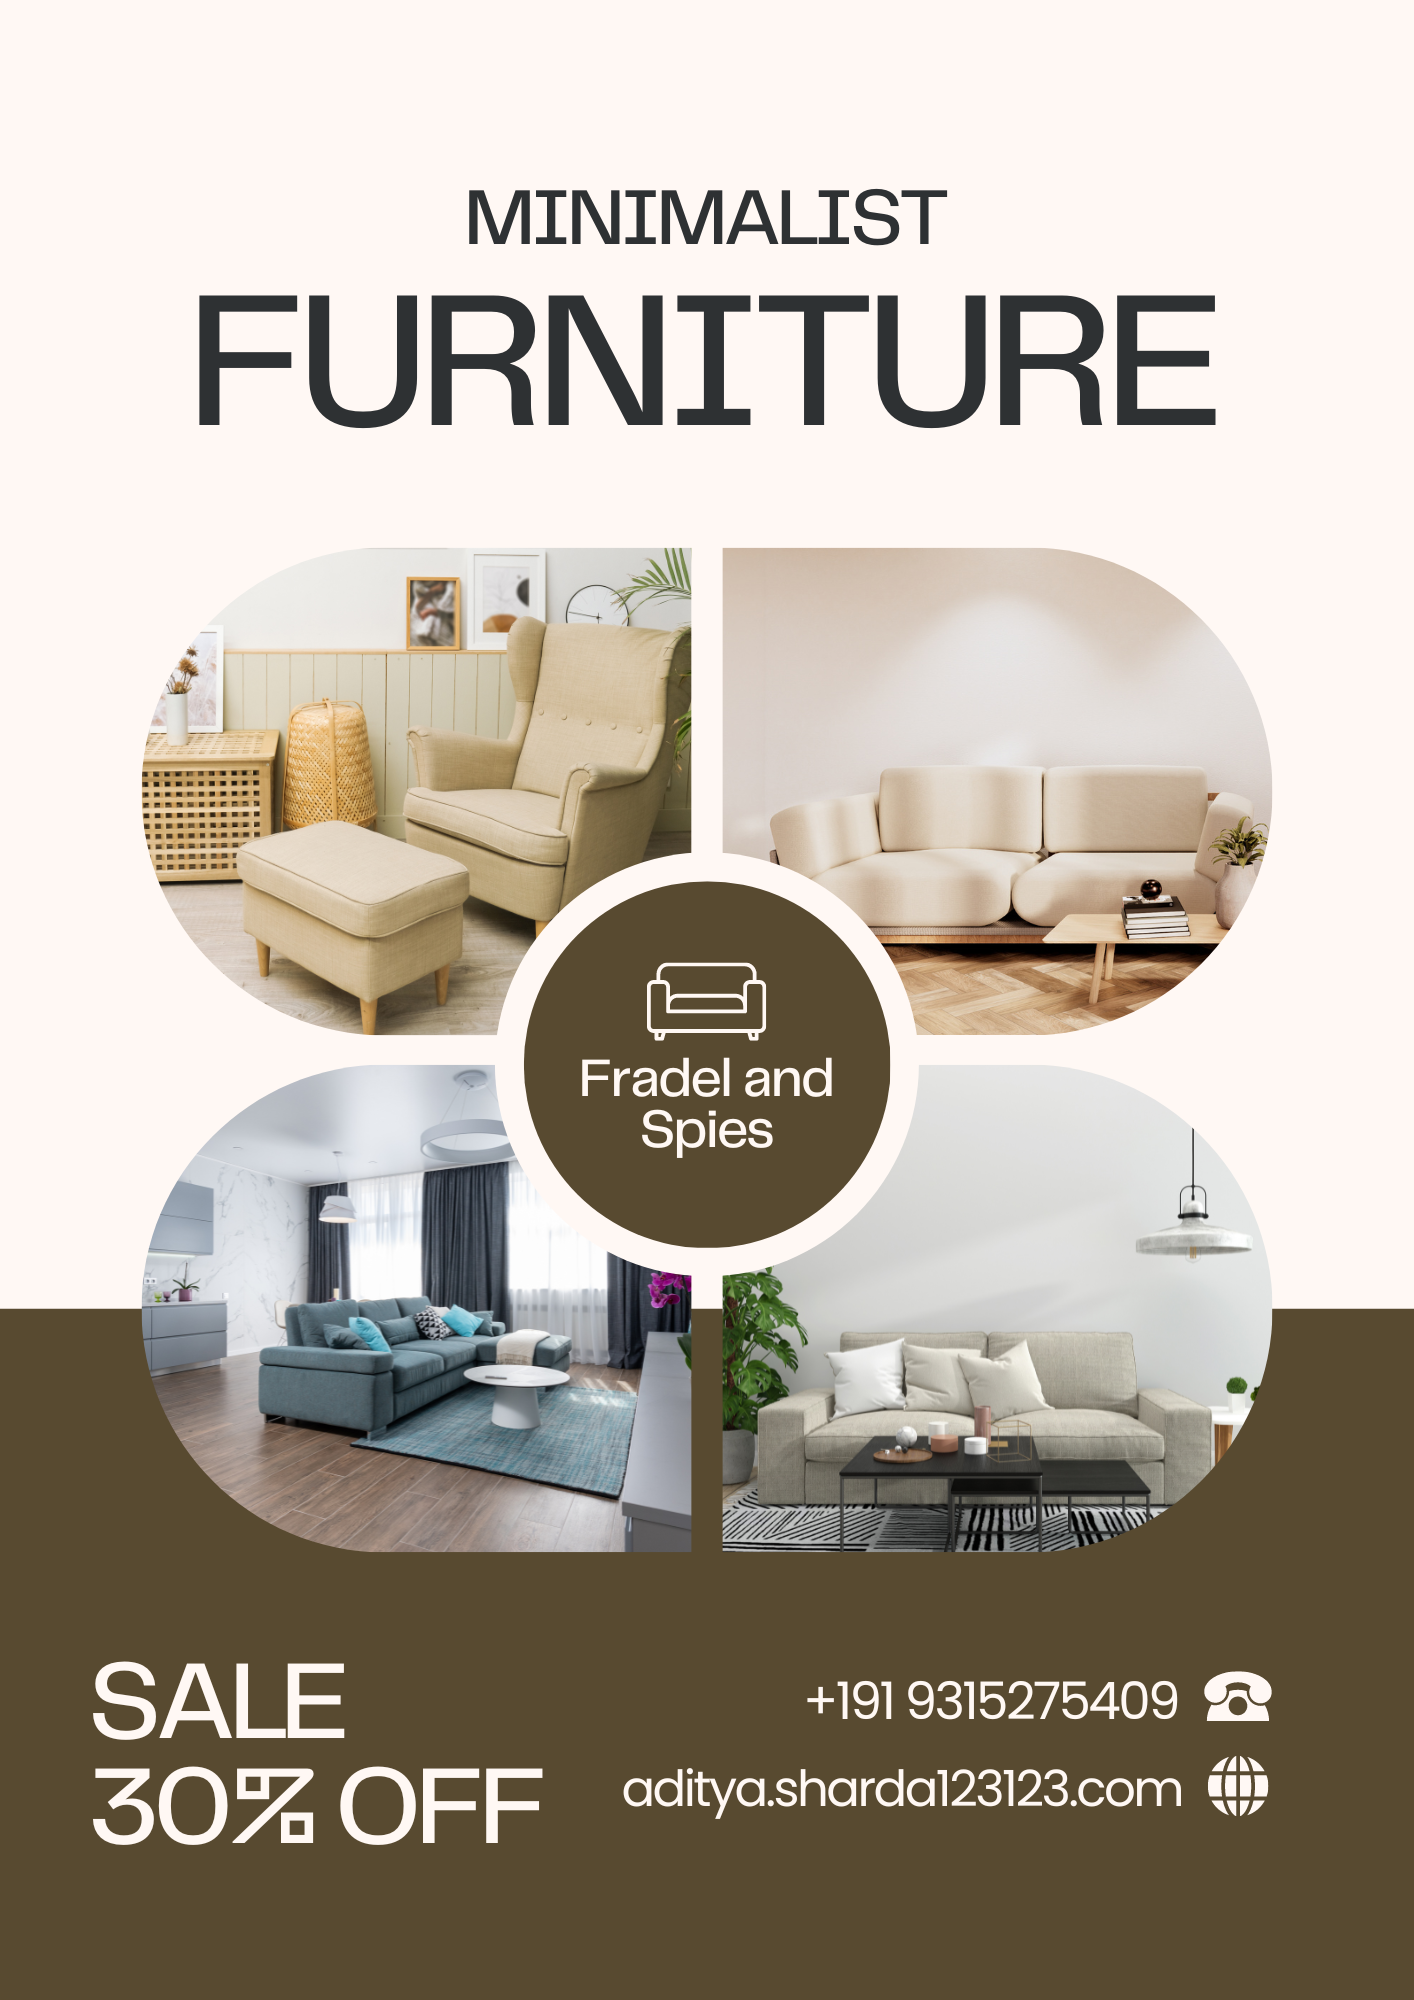 MINIMALIST
FURNITURE
Fradel and
Spies
SALE
30% OFF
+191 9315275409
aditya.sharda123123.com